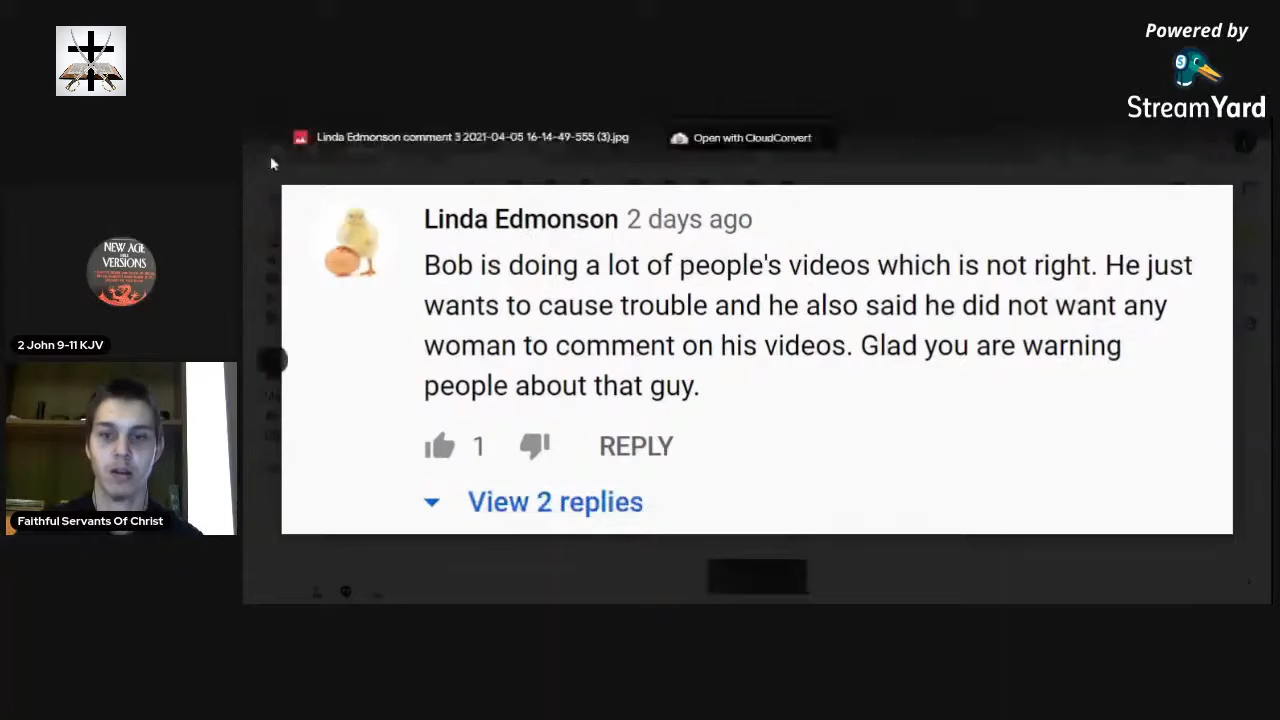 Powered by
StreamYard
Linda Edmonson comment 3 2021-04-05 16-14-49-555 (3).jpg
Open with CloudConvert
Linda Edmonson 2 days ago
Bob is doing a lot of people's videos which is not right. He just
wants to cause trouble and he also said he did not want any
woman to comment on his videos. Glad you are warning
people about that guy.
1
REPLY
View 2 replies
NEW AGE
VERSIONS
2 John 9-11 KJV
Faithful Servants Of Christ